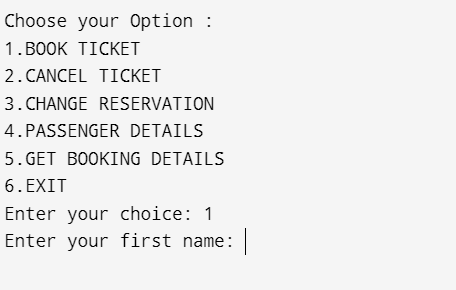 Choose your Option :
1.BOOK TICKET
2.CANCEL TICKET
3.CHANGE RESERVATION
4.PASSENGER DETAILS
5.GET BOOKING DETAILS
6.EXIT
Enter your choice: 1
Enter your first name: